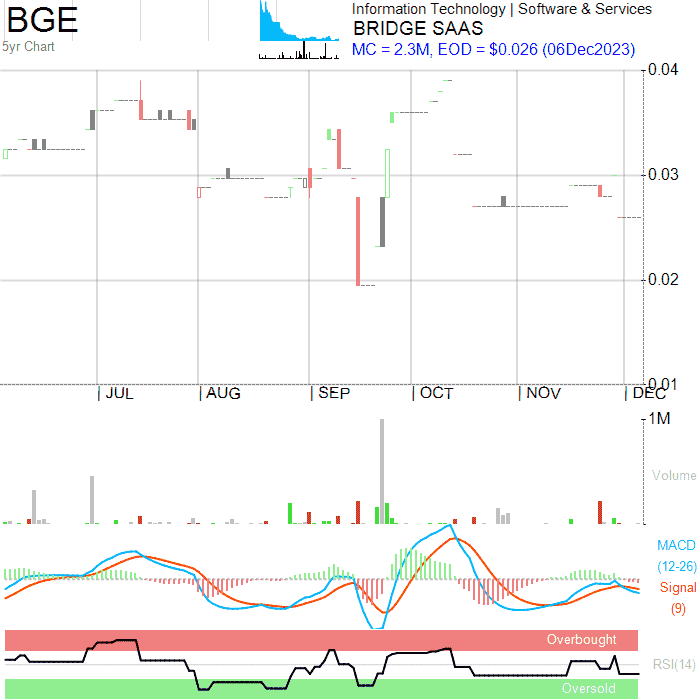 BGE
5yr Chart
Information Technology | Software & Services
BRIDGE SAAS
MC = 2.3M, EOD = $0.026 (06Dec2023)
0.04
0.03
0.02
0.01
| JUL
| AUG
| SEP
| OCT
| NOV
| DEC
1M
Volume
MACD
(12-26)
Signal
(9)
Overbought
RSI(14)
Oversold